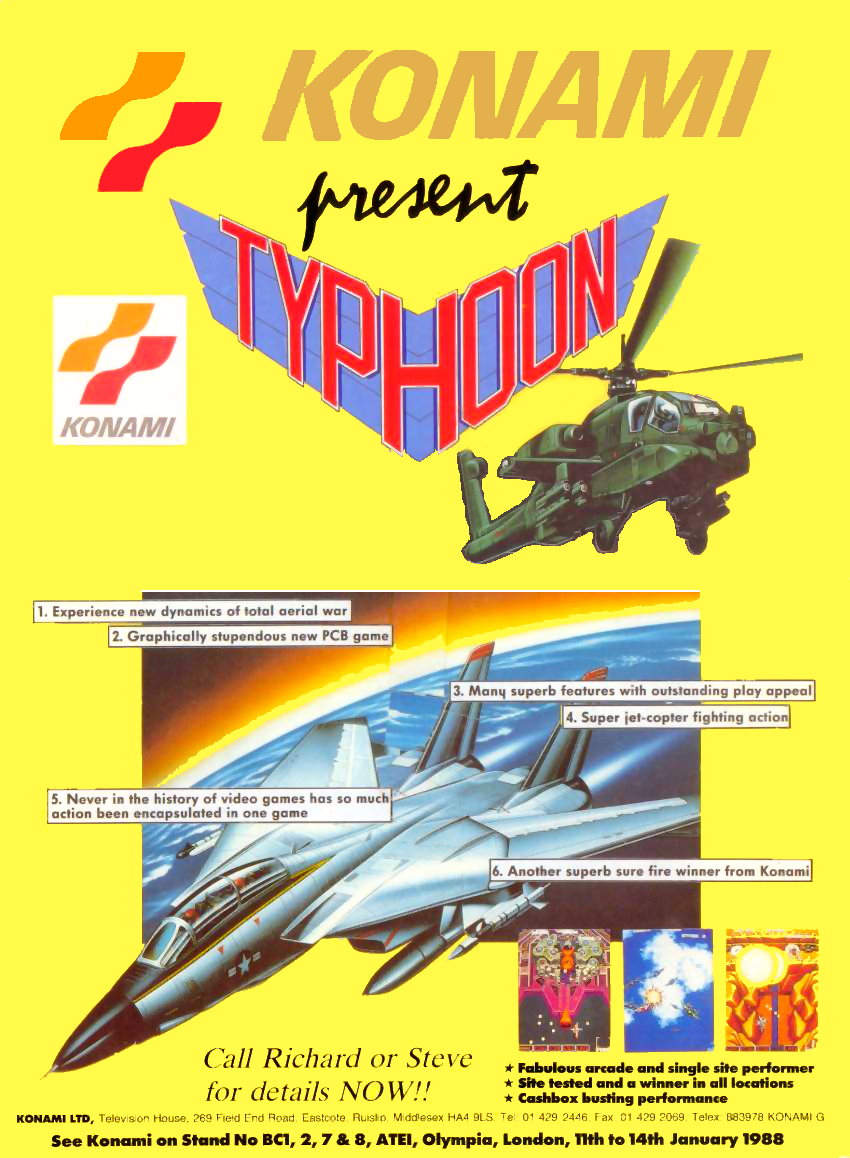 KONAMI
present
TYPHOON
KONAMI
1. Experience new dynamics of total aerial war
2. Graphically stupendous new PCB game
3. Many superb features with outstanding play appeal
4. Super jet-copter fighting action
5. Never in the history of video games has so much
action been encapsulated in one game
6. Another superb sure fire winner from Konami
Call Richard or Steve
for details NOW!!
★ Fabulous arcade and single site performer
★ Site tested and a winner in all locations
★ Cashbox busting performance
KONAMI LTD, Television House, 269 Field End Road, Eastcote, Ruislip, Middlesex HA4 9LS. Tel: 01 429 2446. Fax: 01 429 2069. Telex: 883978 KONAMI G
See Konami on Stand No BC1, 2, 7 & 8, ATEI, Olympia, London, 11th to 14th January 1988